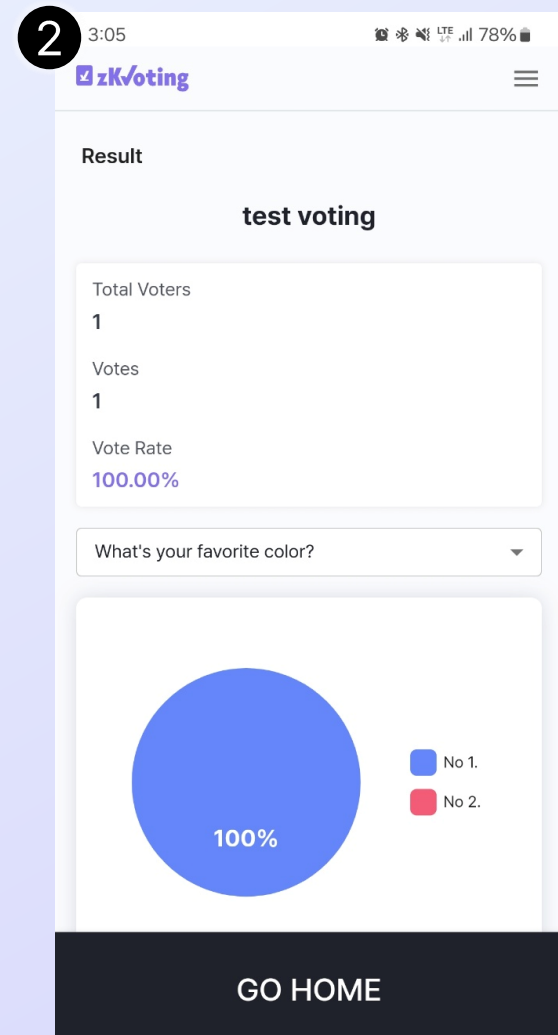 2
3:05
LTE
78%
zkVoting
Result
test voting
Total Voters
1
Votes
1
Vote Rate
100.00%
What's your favorite color?
No 1.
No 2.
100%
GO HOME